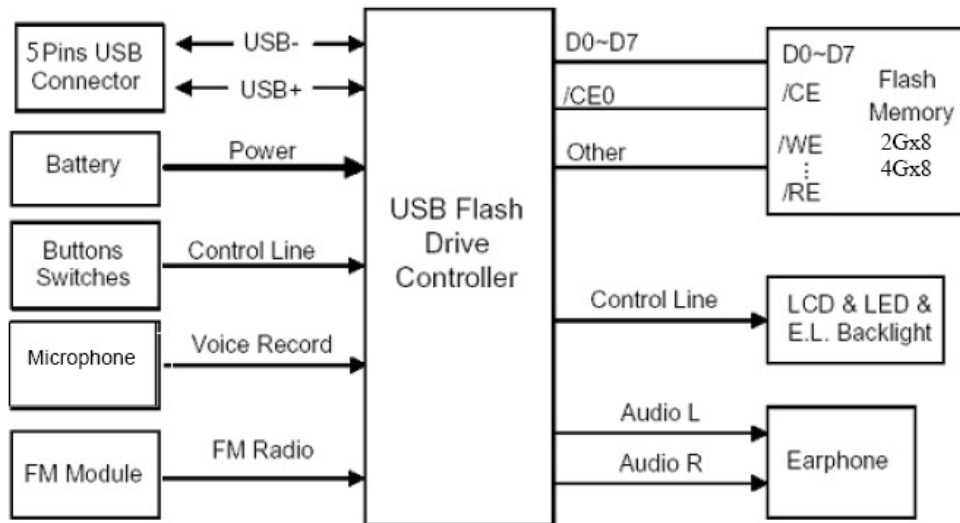 5Pins USB
Connector
USB-
USB+
Battery
Power
Buttons
Switches
Control Line
Microphone
Voice Record
FM Module
FM Radio
USB Flash
Drive
Controller
D0~D7
/CE0
Other
D0~D7
/CE
/WE
/RE
Flash
Memory
2Gx8
4Gx8
Control Line
LCD & LED &
E.L. Backlight
Audio L
Audio R
Earphone